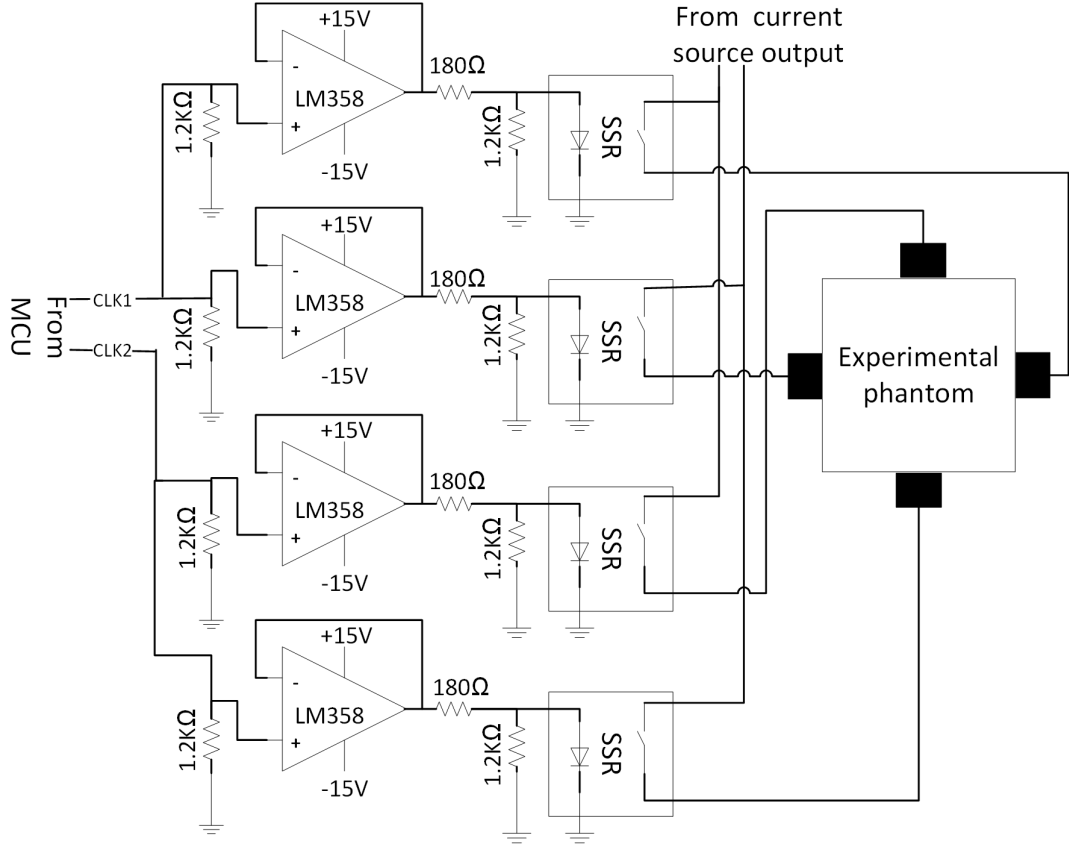 From current
source output
+15V
-
LM358
+
-15V
180Ω
1.2KΩ
1.2KΩ
SSR
+15V
-
LM358
+
-15V
180Ω
1.2KΩ
1.2KΩ
SSR
From
MCU
CLK1
CLK2
Experimental
phantom
+15V
-
LM358
+
-15V
180Ω
1.2KΩ
1.2KΩ
SSR
+15V
-
LM358
+
-15V
180Ω
1.2KΩ
1.2KΩ
SSR